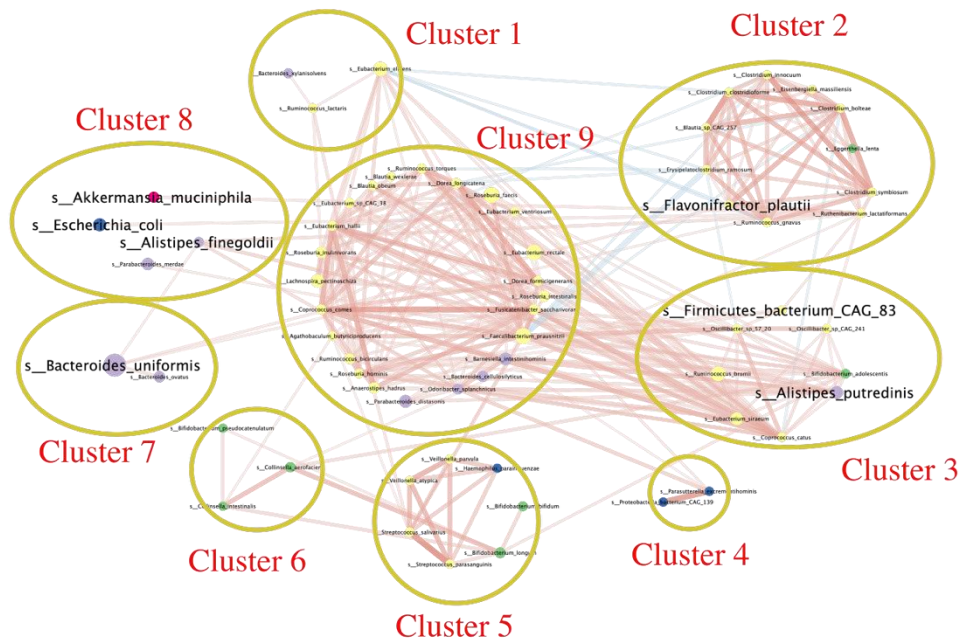 Cluster 1
s__Bacteroides_xylanisolvens
s__Ruminococcus_lactaris
Cluster 2
s__Clostridium_innocuum
s__Eisenbergiella_massiliensis
s__Clostridium_clostridioforme
s__Clostridium_bolteae
s__Blautia_sp_CAG_257
s__Eggerthella_lenta
s__Erysipelatoclostridium_ramosum
s__Clostridium_symbiosum
s__Flavonifractor_plautii
s__Ruthenibacterium_lactatiformans
s__Ruminococcus_gnavus
Cluster 8
s__Akkermansia_muciniphila
s__Escherichia_coli
s__Alistipes_finegoldii
s__Parabacteroides_merdae
Cluster 9
s__Ruminococcus_torques
s__Blautia_wexlerae
s__Blautia_obeum
s__Dorea_longicatena
s__Roseburia_faecis
s__Eubacterium_sp_CAG_38
s__Eubacterium_ventriosum
s__Eubacterium_hallii
s__Roseburia_inulinivorans
s__Eubacterium_rectale
s__Lachnospira_pectinoschiza
s__Dorea_formicigenerans
s__Roseburia_intestinalis
s__Coprococcus_comes
s__Fusicatenibacter_saccharivorans
s__Agathobaculum_butyriciproducens
s__Faecalibacterium_prausnitzii
s__Ruminococcus_bicirculans
s__Barnesiella_intestinihominis
s__Roseburia_hominis
s__Bacteroides_cellulosilyticus
s__Anaerostipes_hadrus
s__Odoribacter_splanchnicus
s__Parabacteroides_distasonis
s__Firmicutes_bacterium_CAG_83
s__Oscillibacter_sp_57_20
s__Oscillibacter_sp_CAG_241
s__Ruminococcus_bromii
s__Bifidobacterium_adolescentis
s__Alistipes_putredinis
s__Eubacterium_siraeum
s__Coprococcus_catus
Cluster 3
s__Bacteroides_uniformis
s__Bacteroides_ovatus
Cluster 7
s__Bifidobacterium_pseudocatenulatum
s__Collinsella_aerofaciens
s__Collinsella_intestinalis
Cluster 6
s__Veillonella_parvula
s__Haemophilus_parainfluenzae
s__Veillonella_atypica
s__Bifidobacterium_bifidum
s__Streptococcus_salivarius
s__Bifidobacterium_longum
s__Streptococcus_parasanguinis
Cluster 5
s__Parasutterella_excrementihominis
s__Proteobacteria_bacterium_CAG_139
Cluster 4